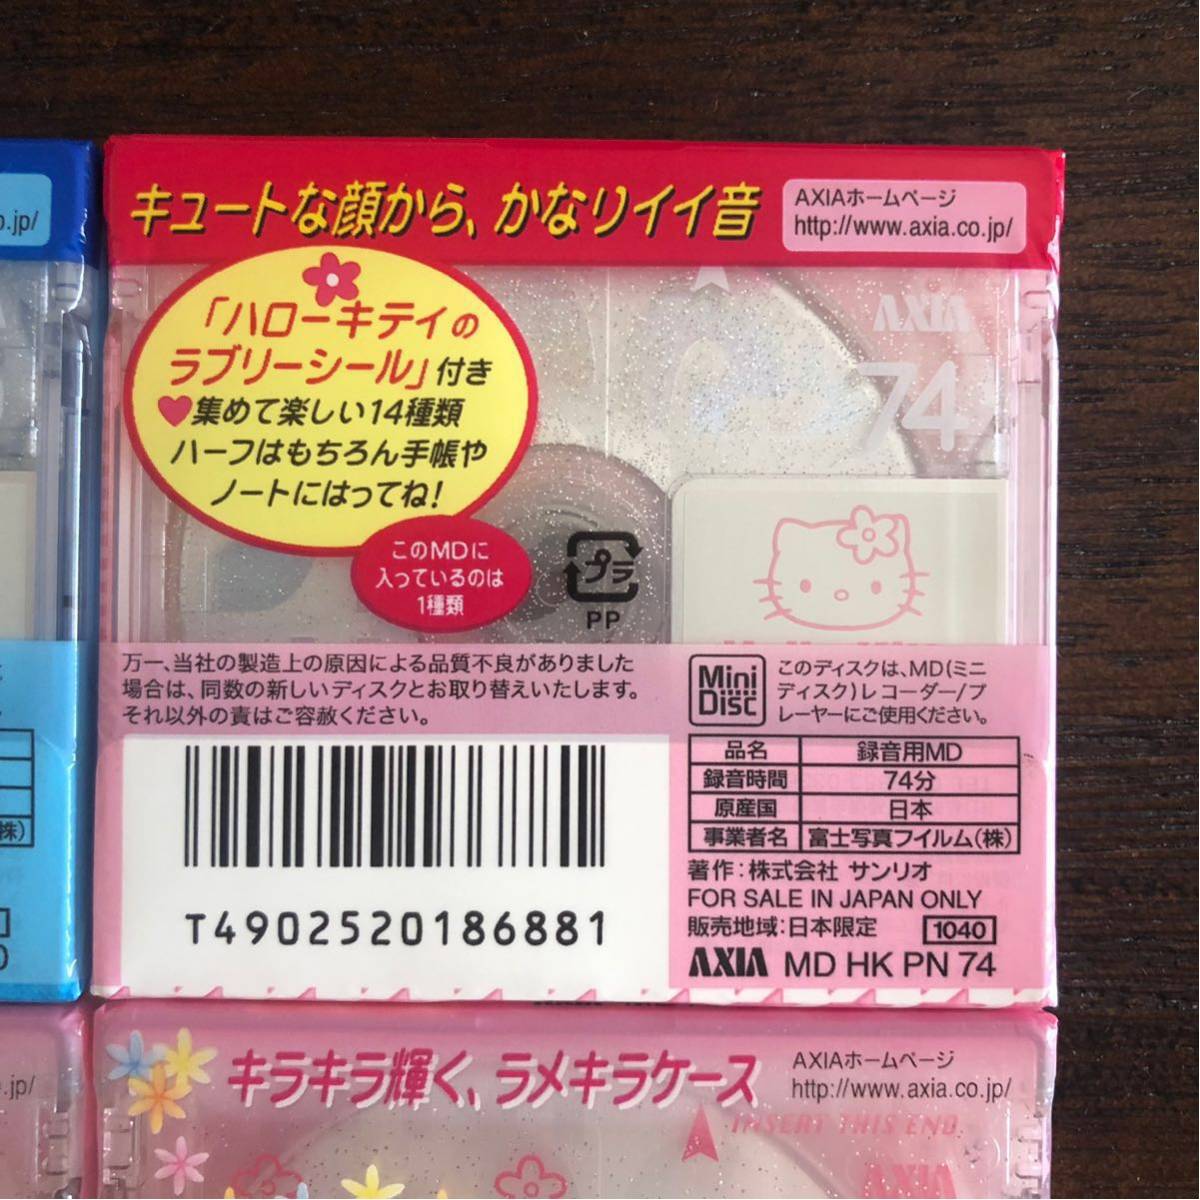 キュートな顔から、かなりイイ音
AXIAホームページ
http://www.axia.co.jp/
「ハローキティの
ラブリーシール」付き
♥集めて楽しい14種類
ハーフはもちろん手帳や
ノートにはってね!
このMDに
入っているのは
1種類
AXIA
74
プラ
PP
万一、当社の製造上の原因による品質不良がありました
場合は、同数の新しいディスクとお取り替えいたします。
それ以外の責はご容赦ください。
Mini
Disc
このディスクは、MD(ミニ
ディスク)レコーダー/プ
レーヤーにご使用ください。
品名 録音用MD
録音時間 74分
原産国 日本
事業者名 富士写真フイルム(株)
著作:株式会社 サンリオ
FOR SALE IN JAPAN ONLY
販売地域:日本限定 1040
AXIA MD HK PN 74
T4902520186881
o.jp/
株)
キラキラ輝く、ラメキラケース
AXIAホームページ
http://www.axia.co.jp/
INSERT THIS END
AXIA
.jp/